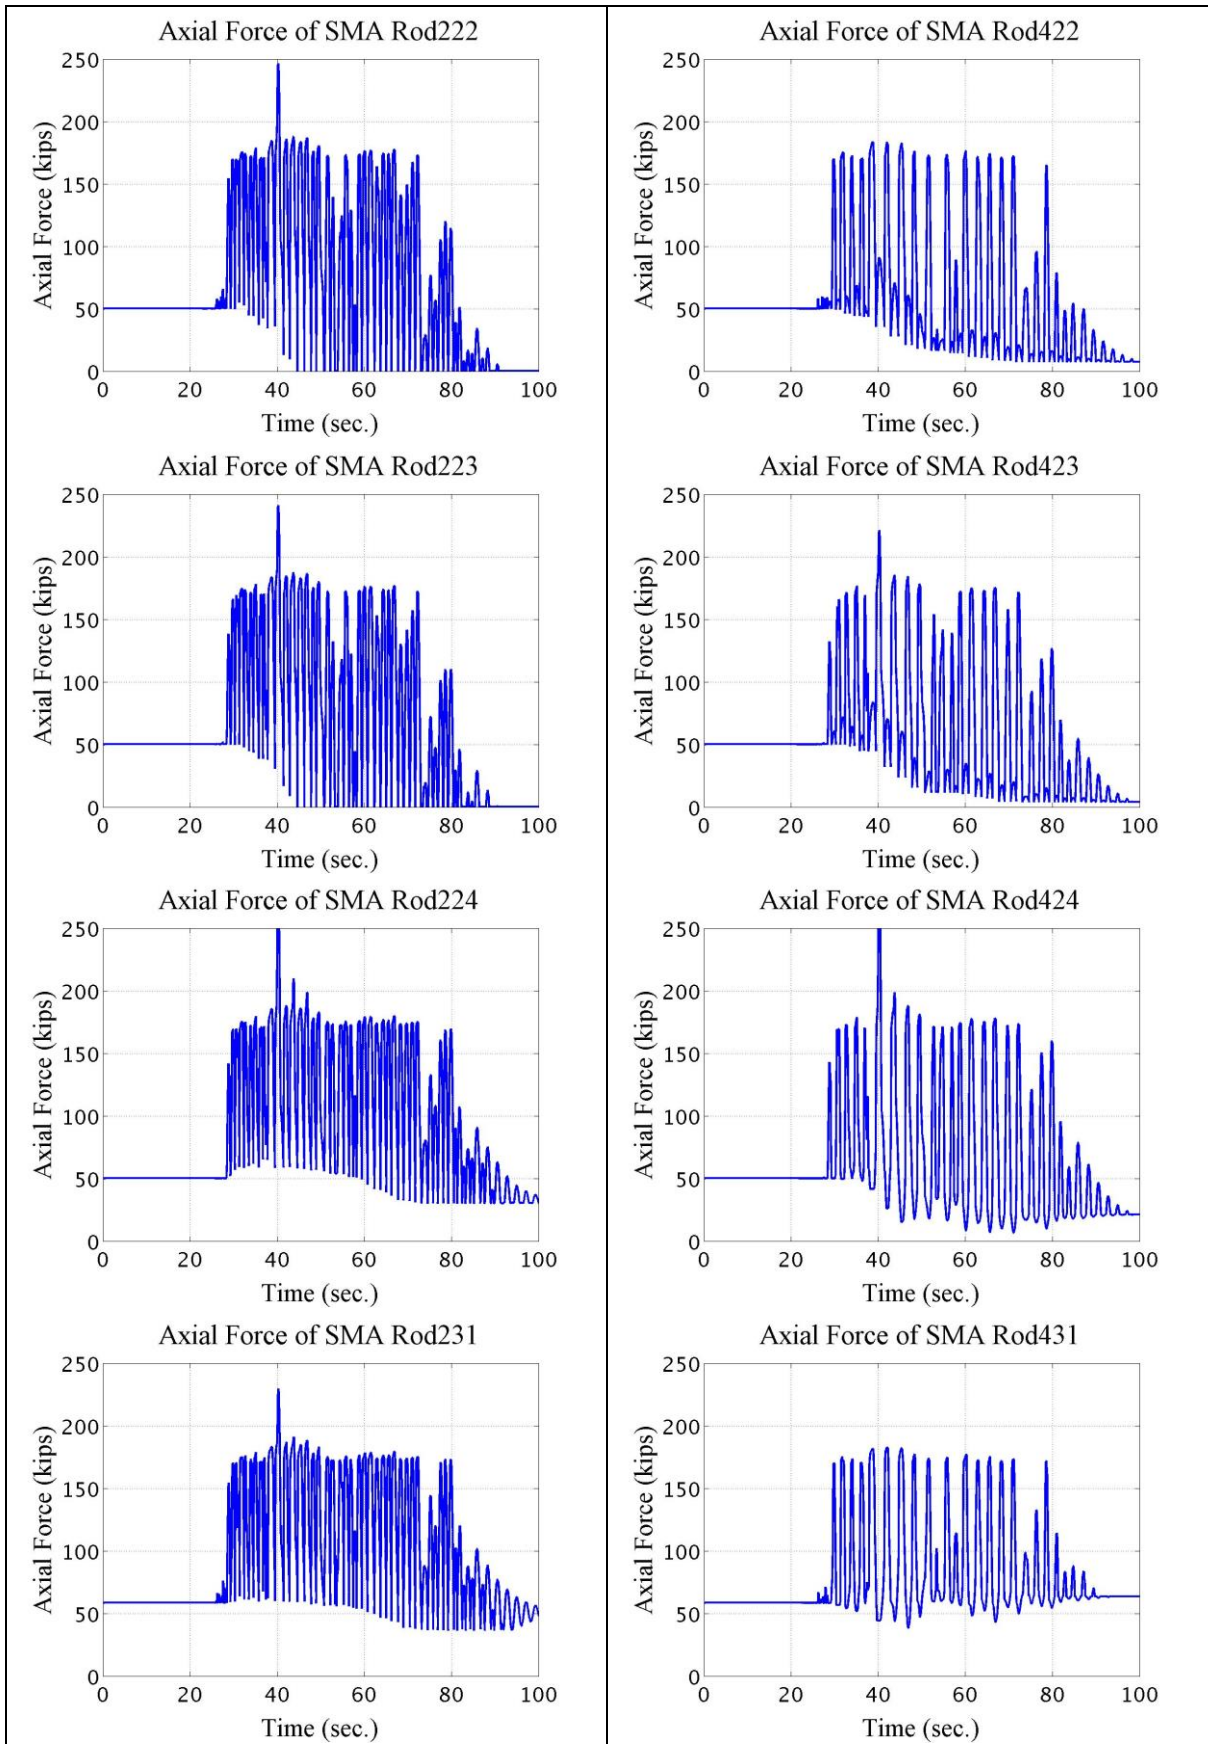 Axial Force of SMA Rod222
250
200
150
100
50
0
Axial Force (kips)
0 20 40 60 80 100
Time (sec.)
Axial Force of SMA Rod422
250
200
150
100
50
0
Axial Force (kips)
0 20 40 60 80 100
Time (sec.)
Axial Force of SMA Rod223
250
200
150
100
50
0
Axial Force (kips)
0 20 40 60 80 100
Time (sec.)
Axial Force of SMA Rod423
250
200
150
100
50
0
Axial Force (kips)
0 20 40 60 80 100
Time (sec.)
Axial Force of SMA Rod224
250
200
150
100
50
0
Axial Force (kips)
0 20 40 60 80 100
Time (sec.)
Axial Force of SMA Rod424
250
200
150
100
50
0
Axial Force (kips)
0 20 40 60 80 100
Time (sec.)
Axial Force of SMA Rod231
250
200
150
100
50
0
Axial Force (kips)
0 20 40 60 80 100
Time (sec.)
Axial Force of SMA Rod431
250
200
150
100
50
0
Axial Force (kips)
0 20 40 60 80 100
Time (sec.)